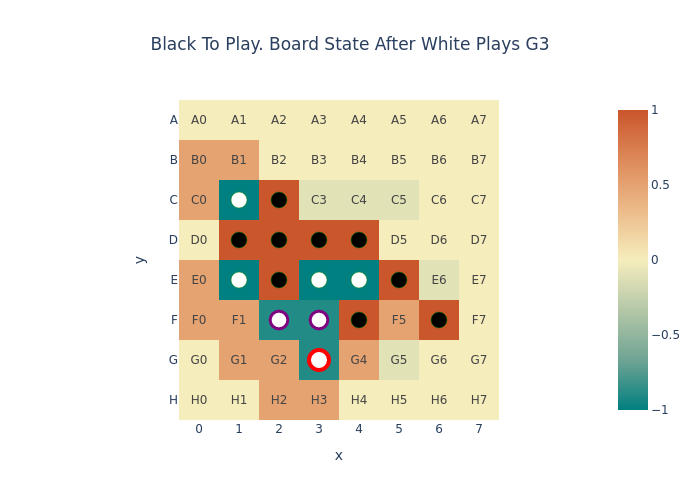 Black To Play. Board State After White Plays G3
A A0 A1 A2 A3 A4 A5 A6 A7
B B0 B1 B2 B3 B4 B5 B6 B7
C C0 C3 C4 C5 C6 C7
D D0 D5 D6 D7
E E0 E6 E7
F F0 F1 F5 F7
G G0 G1 G2 G4 G5 G6 G7
H H0 H1 H2 H3 H4 H5 H6 H7
0 1 2 3 4 5 6 7
x
y
1
0.5
0
−0.5
−1